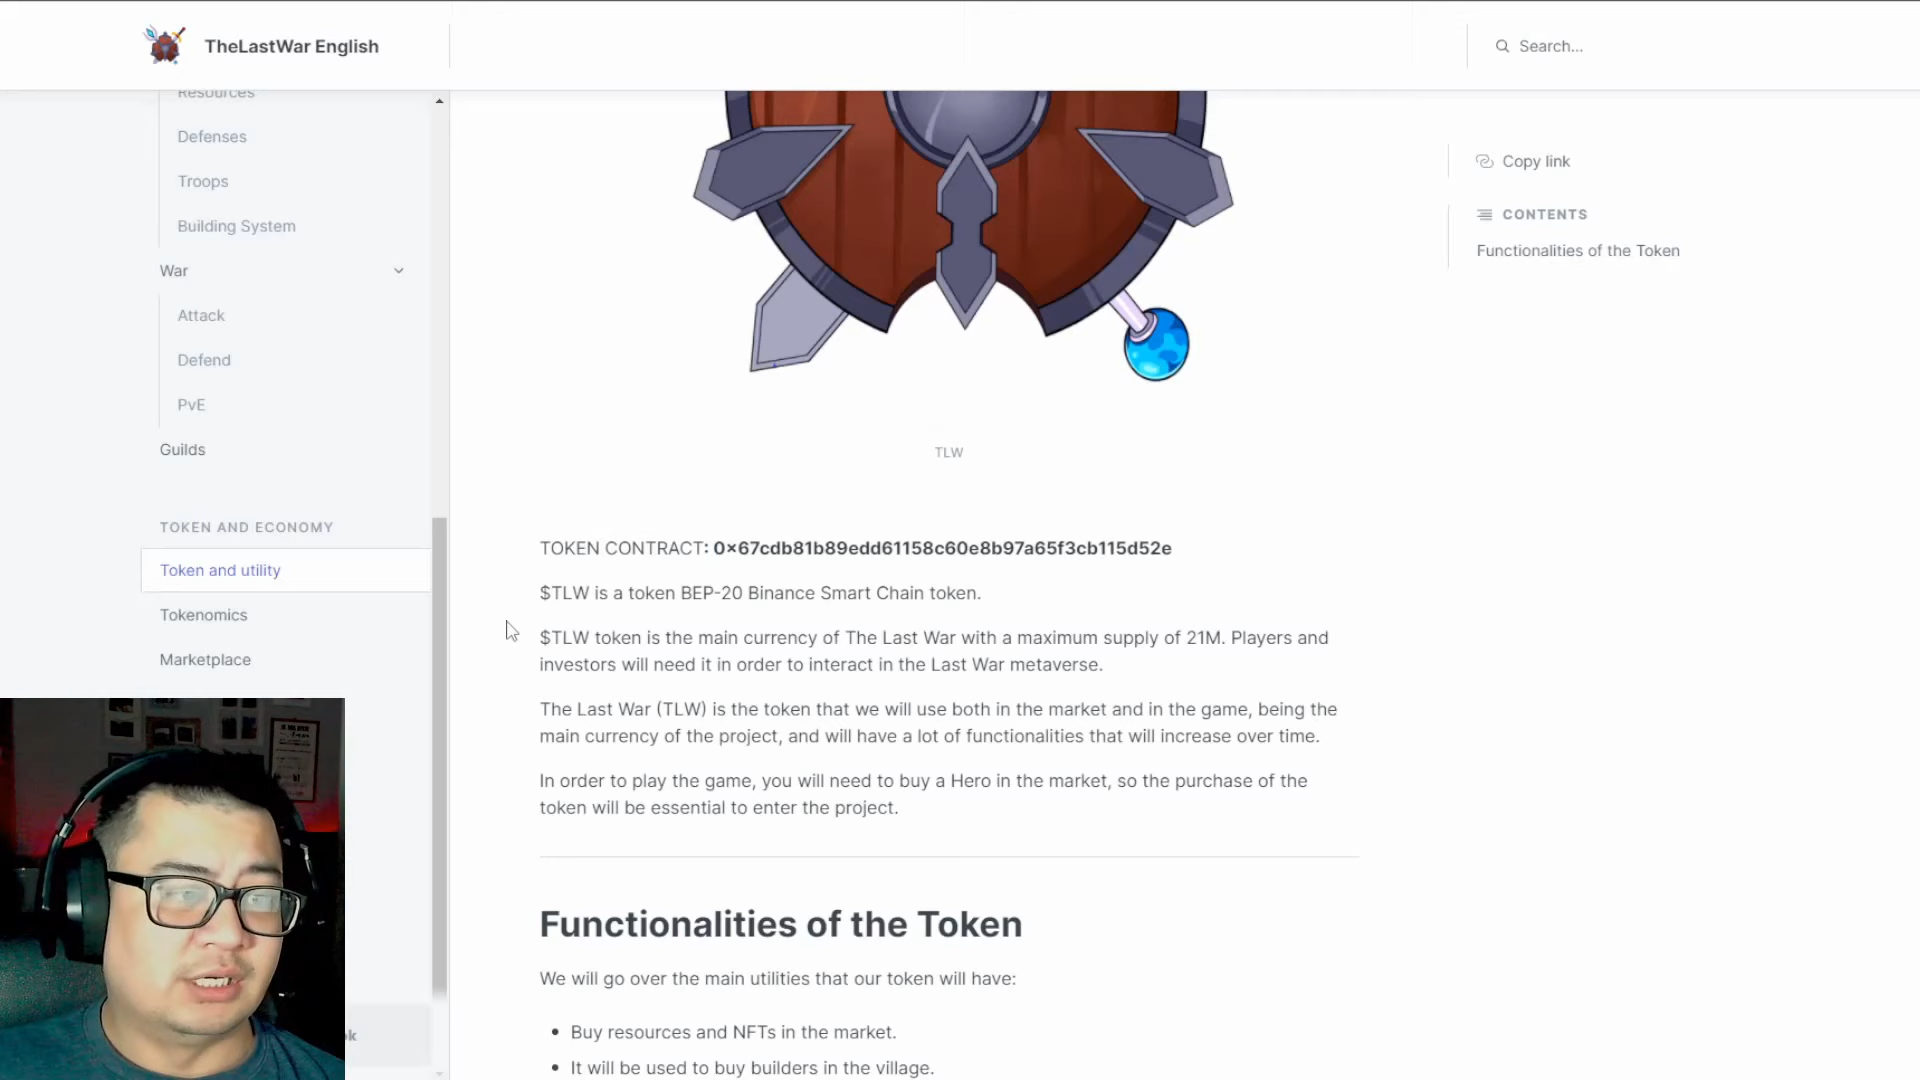 TheLastWar English
Search...
Resources
Defenses
Troops
Building System
War
Attack
Defend
PvE
Guilds
TOKEN AND ECONOMY
Token and utility
Tokenomics
Marketplace
TLW
TOKEN CONTRACT: 0x67cdb81b89edd61158c60e8b97a65f3cb115d52e
$TLW is a token BEP-20 Binance Smart Chain token.
$TLW token is the main currency of The Last War with a maximum supply of 21M. Players and
investors will need it in order to interact in the Last War metaverse.
The Last War (TLW) is the token that we will use both in the market and in the game, being the
main currency of the project, and will have a lot of functionalities that will increase over time.
In order to play the game, you will need to buy a Hero in the market, so the purchase of the
token will be essential to enter the project.
Functionalities of the Token
We will go over the main utilities that our token will have:
• Buy resources and NFTs in the market.
• It will be used to buy builders in the village.
Copy link
CONTENTS
Functionalities of the Token